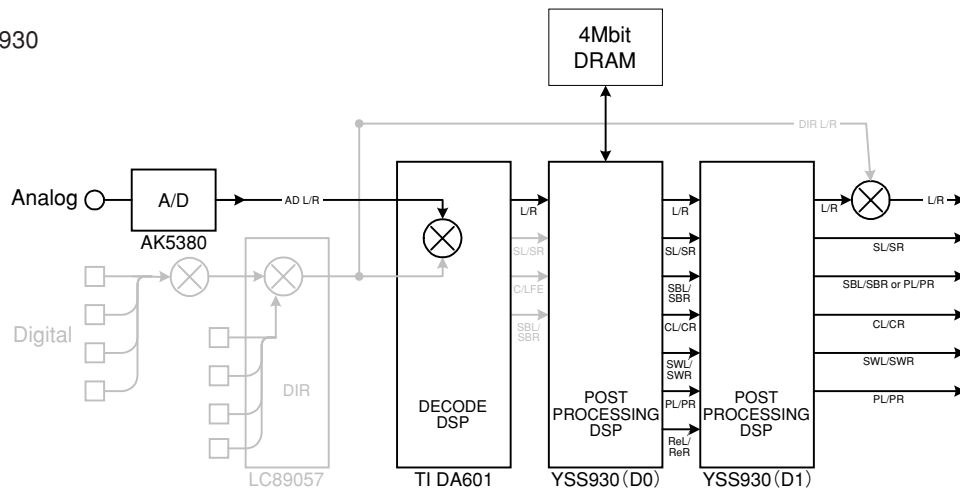 930
4Mbit
DRAM
DIR L/R
Analog
A/D
AD L/R
AK5380
L/R
SL/SR
C/LFE
SBL/
SBR
L/R
SL/SR
SBL/
SBR
CL/CR
SWL/
SWR
PL/PR
ReL/
ReR
L/R
L/R
SL/SR
SBL/SBR or PL/PR
CL/CR
SWL/SWR
PL/PR
Digital
DIR
LC89057
DECODE
DSP
TI DA601
POST
PROCESSING
DSP
YSS930(D0)
POST
PROCESSING
DSP
YSS930(D1)